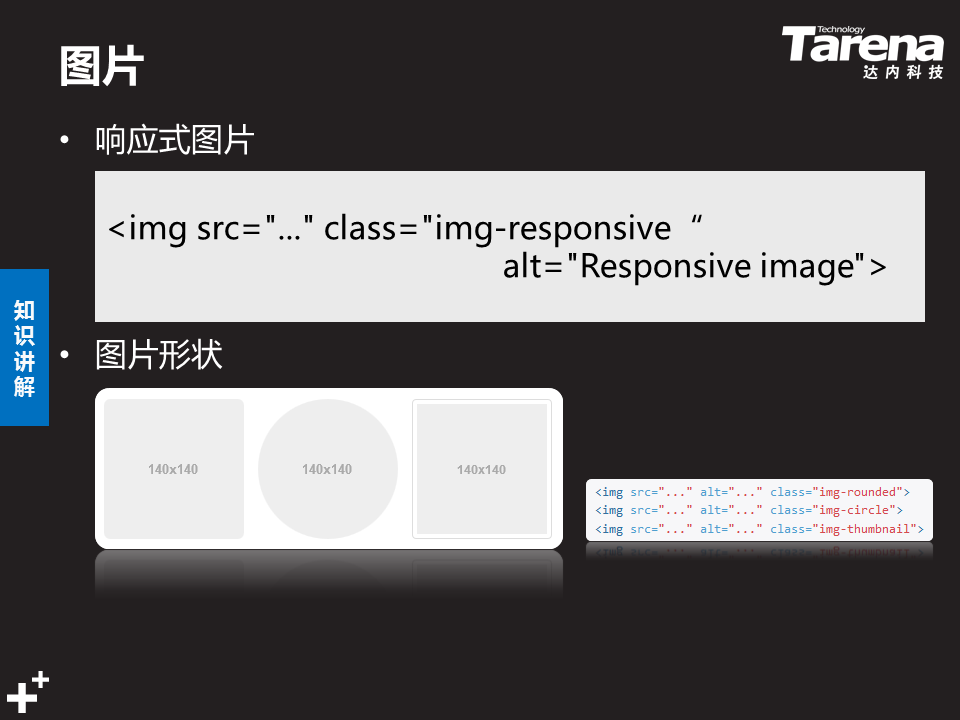 图片
Technology
Tarena
达内科技
• 响应式图片
<img src="..." class="img-responsive “
alt="Responsive image">
知识讲解
• 图片形状
140x140 140x140 140x140
<img src="..." alt="..." class="img-rounded">
<img src="..." alt="..." class="img-circle">
<img src="..." alt="..." class="img-thumbnail">